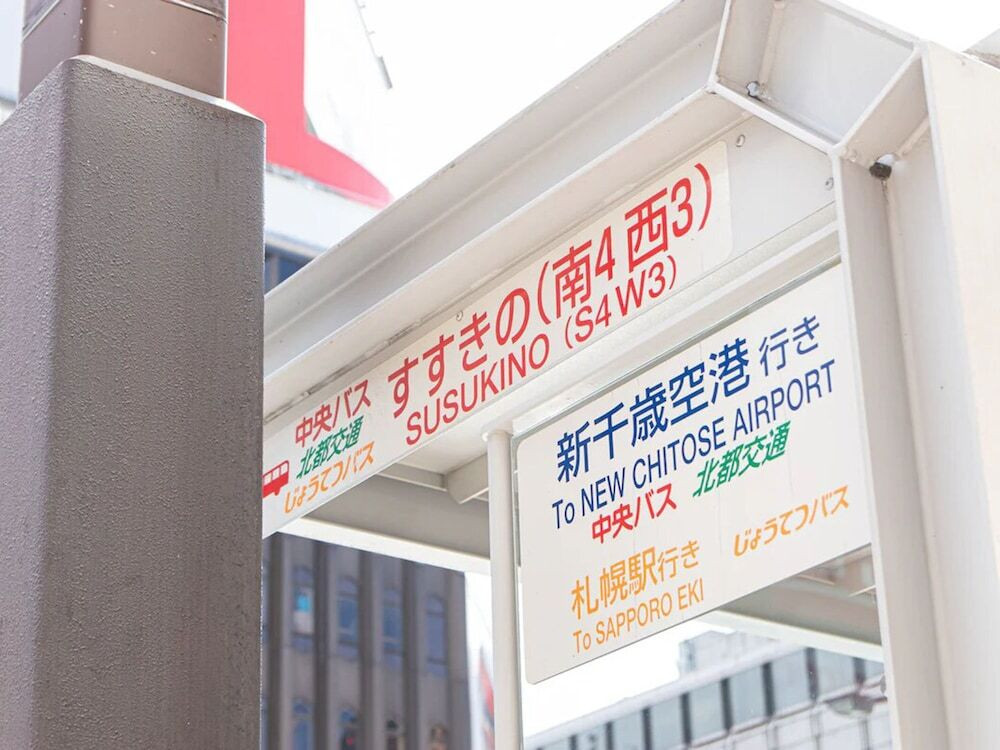 中央バス
北都交通
じょうてつバス
すすきの(南4西3)
SUSUKINO (S4W3)
新千歳空港行き
To NEW CHITOSE AIRPORT
中央バス 北都交通
札幌駅行き じょうてつバス
To SAPPORO EKI